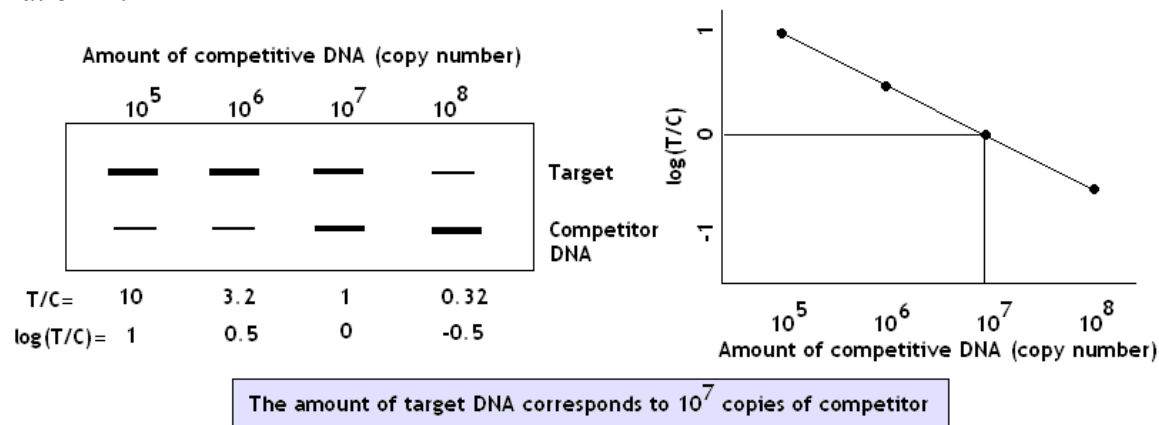 Amount of competitive DNA (copy number)
10^5 10^6 10^7 10^8
Target
Competitor
DNA
T/C= 10 3.2 1 0.32
log(T/C)= 1 0.5 0 -0.5
log(T/C)
1
0
-1
10^5 10^6 10^7 10^8
Amount of competitive DNA (copy number)
The amount of target DNA corresponds to 10^7 copies of competitor